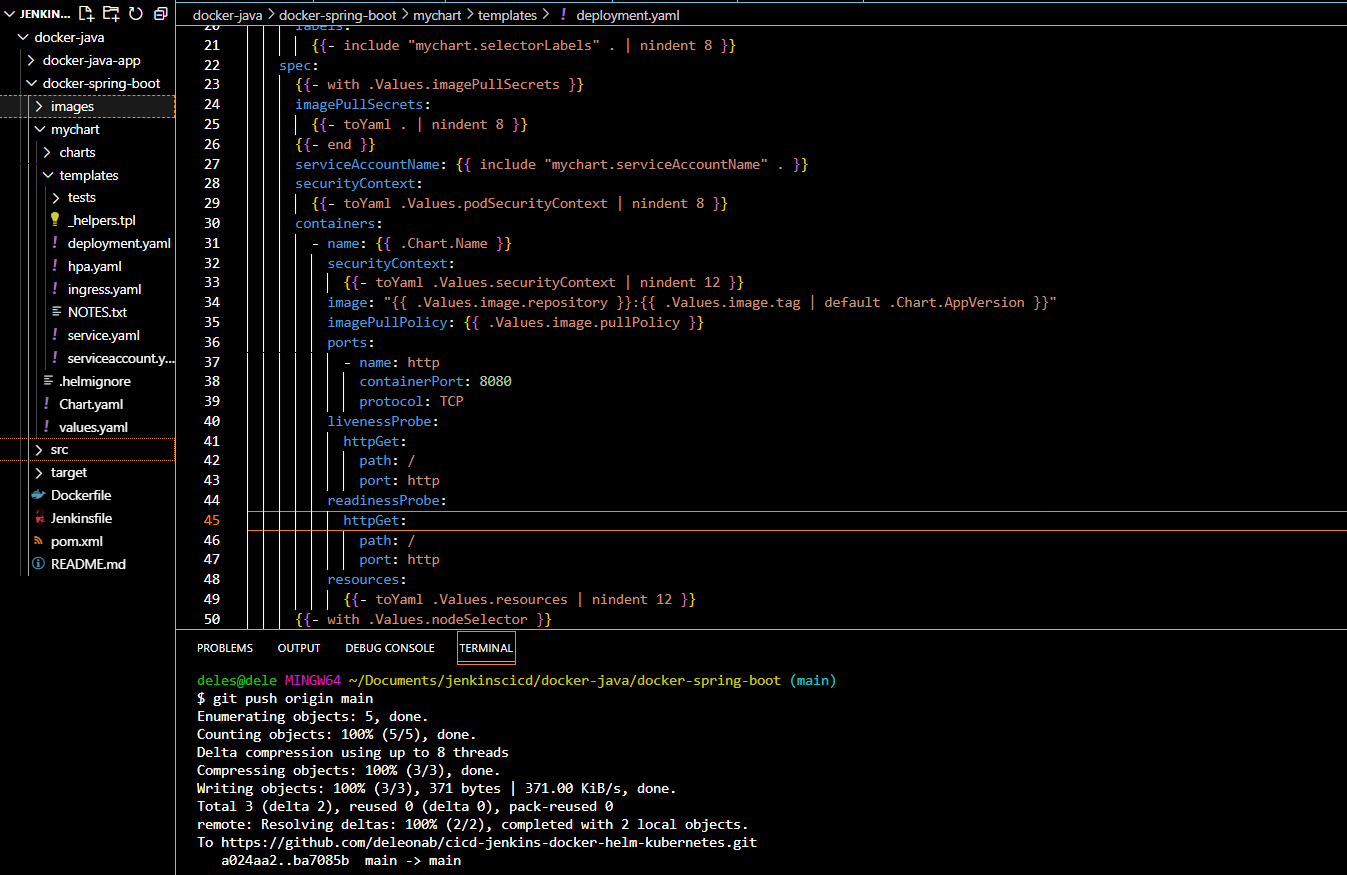 JENKIN...
docker-java
docker-java-app
docker-spring-boot
images
mychart
charts
templates
tests
_helpers.tpl
deployment.yaml
hpa.yaml
ingress.yaml
NOTES.txt
service.yaml
serviceaccount.y...
.helmignore
Chart.yaml
values.yaml
src
target
Dockerfile
Jenkinsfile
pom.xml
README.md
docker-java > docker-spring-boot > mychart > templates > ! deployment.yaml
20 labels:
21 {{- include "mychart.selectorLabels" . | nindent 8 }}
22 spec:
23 {{- with .Values.imagePullSecrets }}
24 imagePullSecrets:
25 {{- toYaml . | nindent 8 }}
26 {{- end }}
27 serviceAccountName: {{ include "mychart.serviceAccountName" . }}
28 securityContext:
29 {{- toYaml .Values.podSecurityContext | nindent 8 }}
30 containers:
31 - name: {{ .Chart.Name }}
32 securityContext:
33 {{- toYaml .Values.securityContext | nindent 12 }}
34 image: "{{ .Values.image.repository }}:{{ .Values.image.tag | default .Chart.AppVersion }}"
35 imagePullPolicy: {{ .Values.image.pullPolicy }}
36 ports:
37 - name: http
38 containerPort: 8080
39 protocol: TCP
40 livenessProbe:
41 httpGet:
42 path: /
43 port: http
44 readinessProbe:
45 httpGet:
46 path: /
47 port: http
48 resources:
49 {{- toYaml .Values.resources | nindent 12 }}
50 {{- with .Values.nodeSelector }}
PROBLEMS OUTPUT DEBUG CONSOLE TERMINAL
deles@dele MINGW64 ~/Documents/jenkinscicd/docker-java/docker-spring-boot (main)
$ git push origin main
Enumerating objects: 5, done.
Counting objects: 100% (5/5), done.
Delta compression using up to 8 threads
Compressing objects: 100% (3/3), done.
Writing objects: 100% (3/3), 371 bytes | 371.00 KiB/s, done.
Total 3 (delta 2), reused 0 (delta 0), pack-reused 0
remote: Resolving deltas: 100% (2/2), completed with 2 local objects.
To https://github.com/deleonab/cicd-jenkins-docker-helm-kubernetes.git
a024aa2..ba7085b main -> main